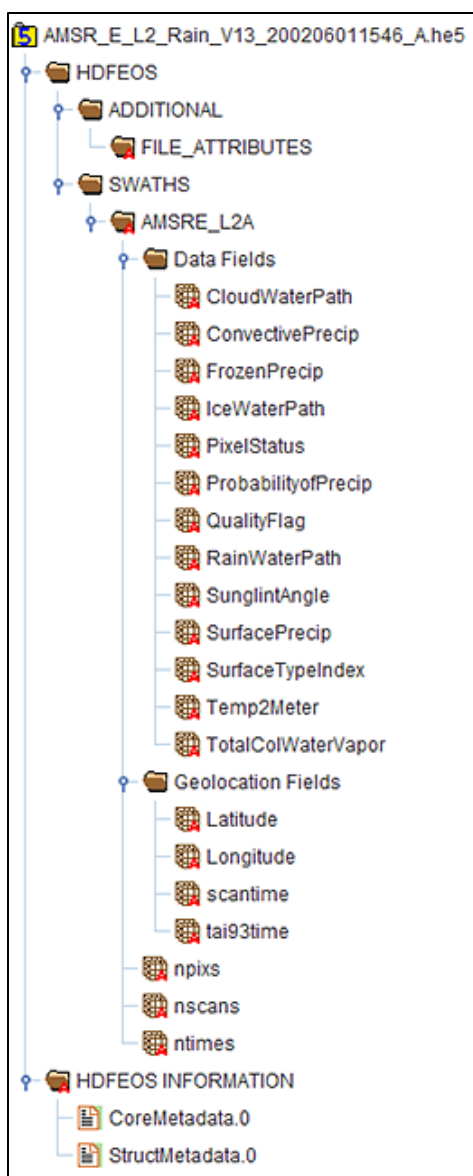 AMSR_E_L2_Rain_V13_200206011546_A.he5
HDFEOS
ADDITIONAL
FILE_ATTRIBUTES
SWATHS
AMSRE_L2A
Data Fields
CloudWaterPath
ConvectivePrecip
FrozenPrecip
IceWaterPath
PixelStatus
ProbabilityofPrecip
QualityFlag
RainWaterPath
SunglintAngle
SurfacePrecip
SurfaceTypeIndex
Temp2Meter
TotalColWaterVapor
Geolocation Fields
Latitude
Longitude
scantime
tai93time
npixs
nscans
ntimes
HDFEOS INFORMATION
CoreMetadata.0
StructMetadata.0